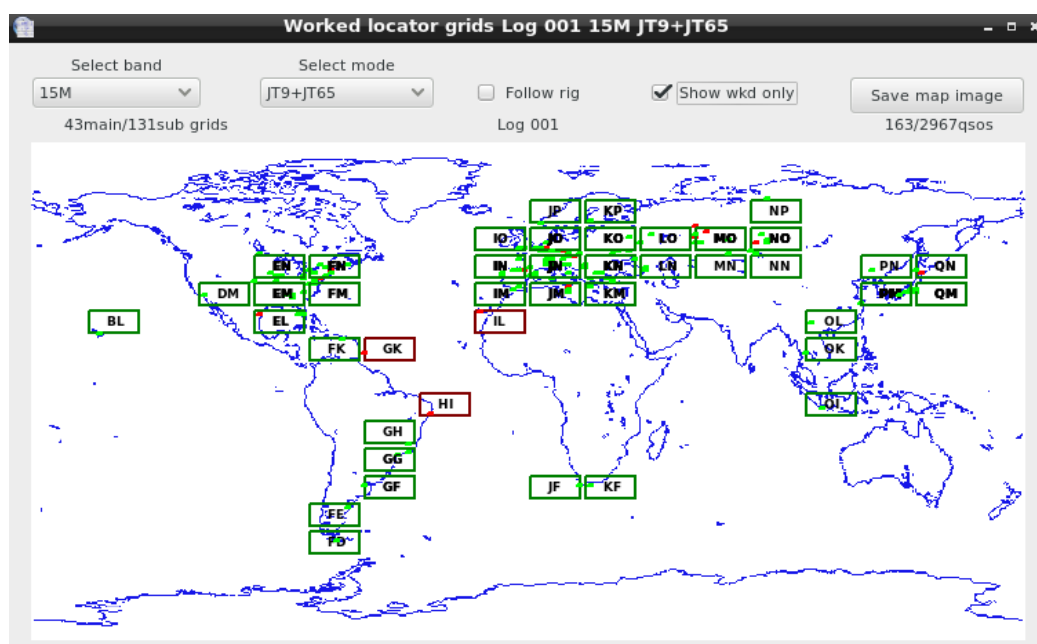 Worked locator grids Log 001 15M JT9+JT65
Select band Select mode
15M JT9+JT65 Follow rig Show wkd only Save map image
43main/131sub grids Log 001 163/2967qsos
JP KP NP
IO JO KO LO MO NO
EN FN IN JN KN LN MN NN PN QN
DM EM FM IM JM KM PM QM
BL EL IL OL
FK GK OK
HI OI
GH
GG
GF JF KF
FE
FD